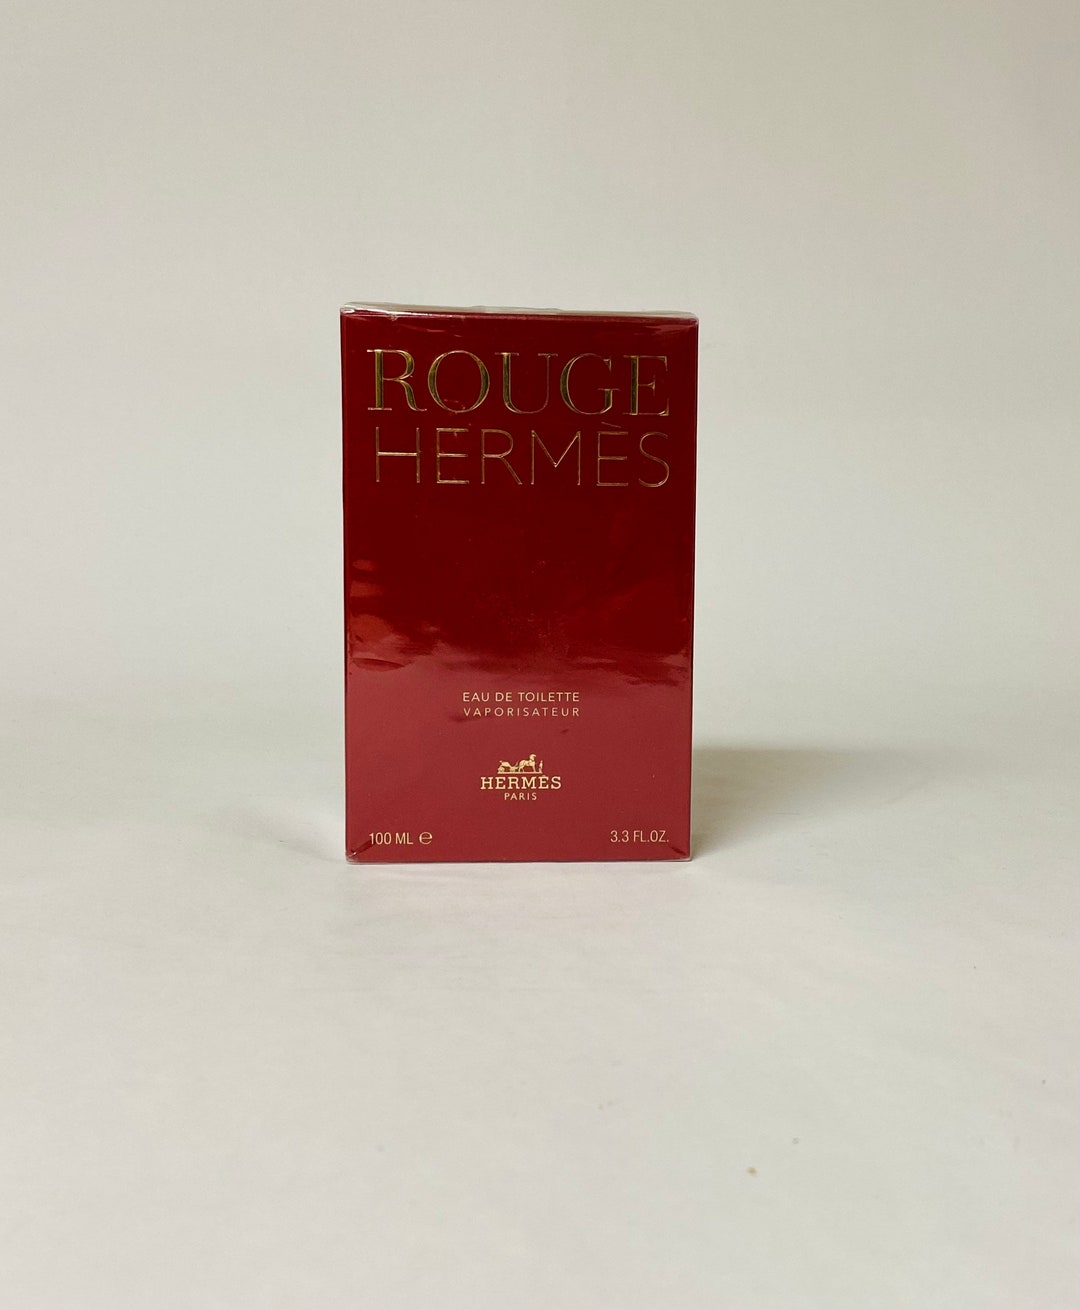 ROUGE
HERMÈS
EAU DE TOILETTE
VAPORISATEUR
HERMÈS
PARIS
100 ML ℮
3.3 FL.OZ.